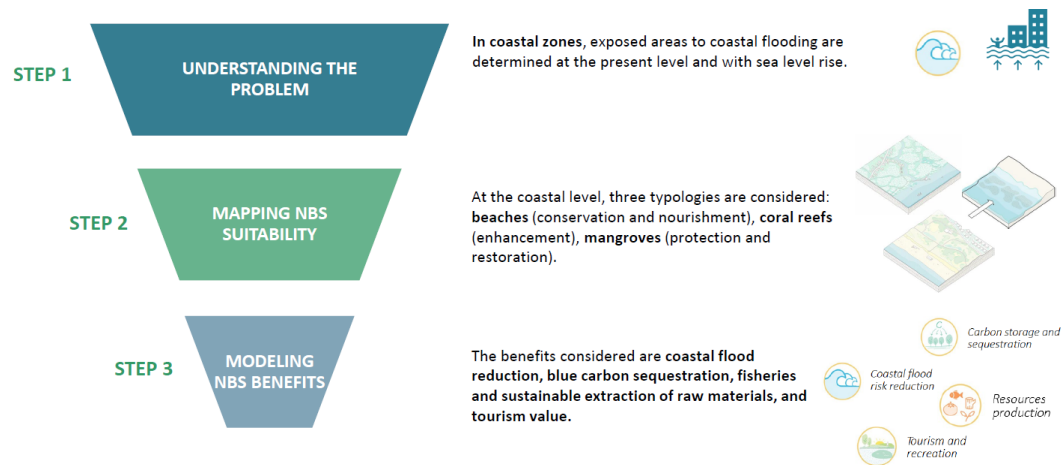 STEP 1
UNDERSTANDING THE
PROBLEM
In coastal zones, exposed areas to coastal flooding are
determined at the present level and with sea level rise.
STEP 2
MAPPING NBS
SUITABILITY
At the coastal level, three typologies are considered:
beaches (conservation and nourishment), coral reefs
(enhancement), mangroves (protection and
restoration).
STEP 3
MODELING
NBS BENEFITS
The benefits considered are coastal flood
reduction, blue carbon sequestration, fisheries
and sustainable extraction of raw materials, and
tourism value.
C
Carbon storage and
sequestration
Coastal flood
risk reduction
Resources
production
Tourism and
recreation